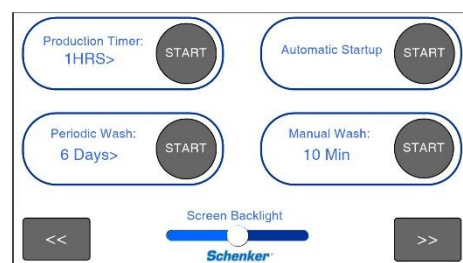 Production Timer:
1HRS>
START
Automatic Startup
START
Periodic Wash:
6 Days>
START
Manual Wash:
10 Min
START
<<
Screen Backlight
Schenker
>>